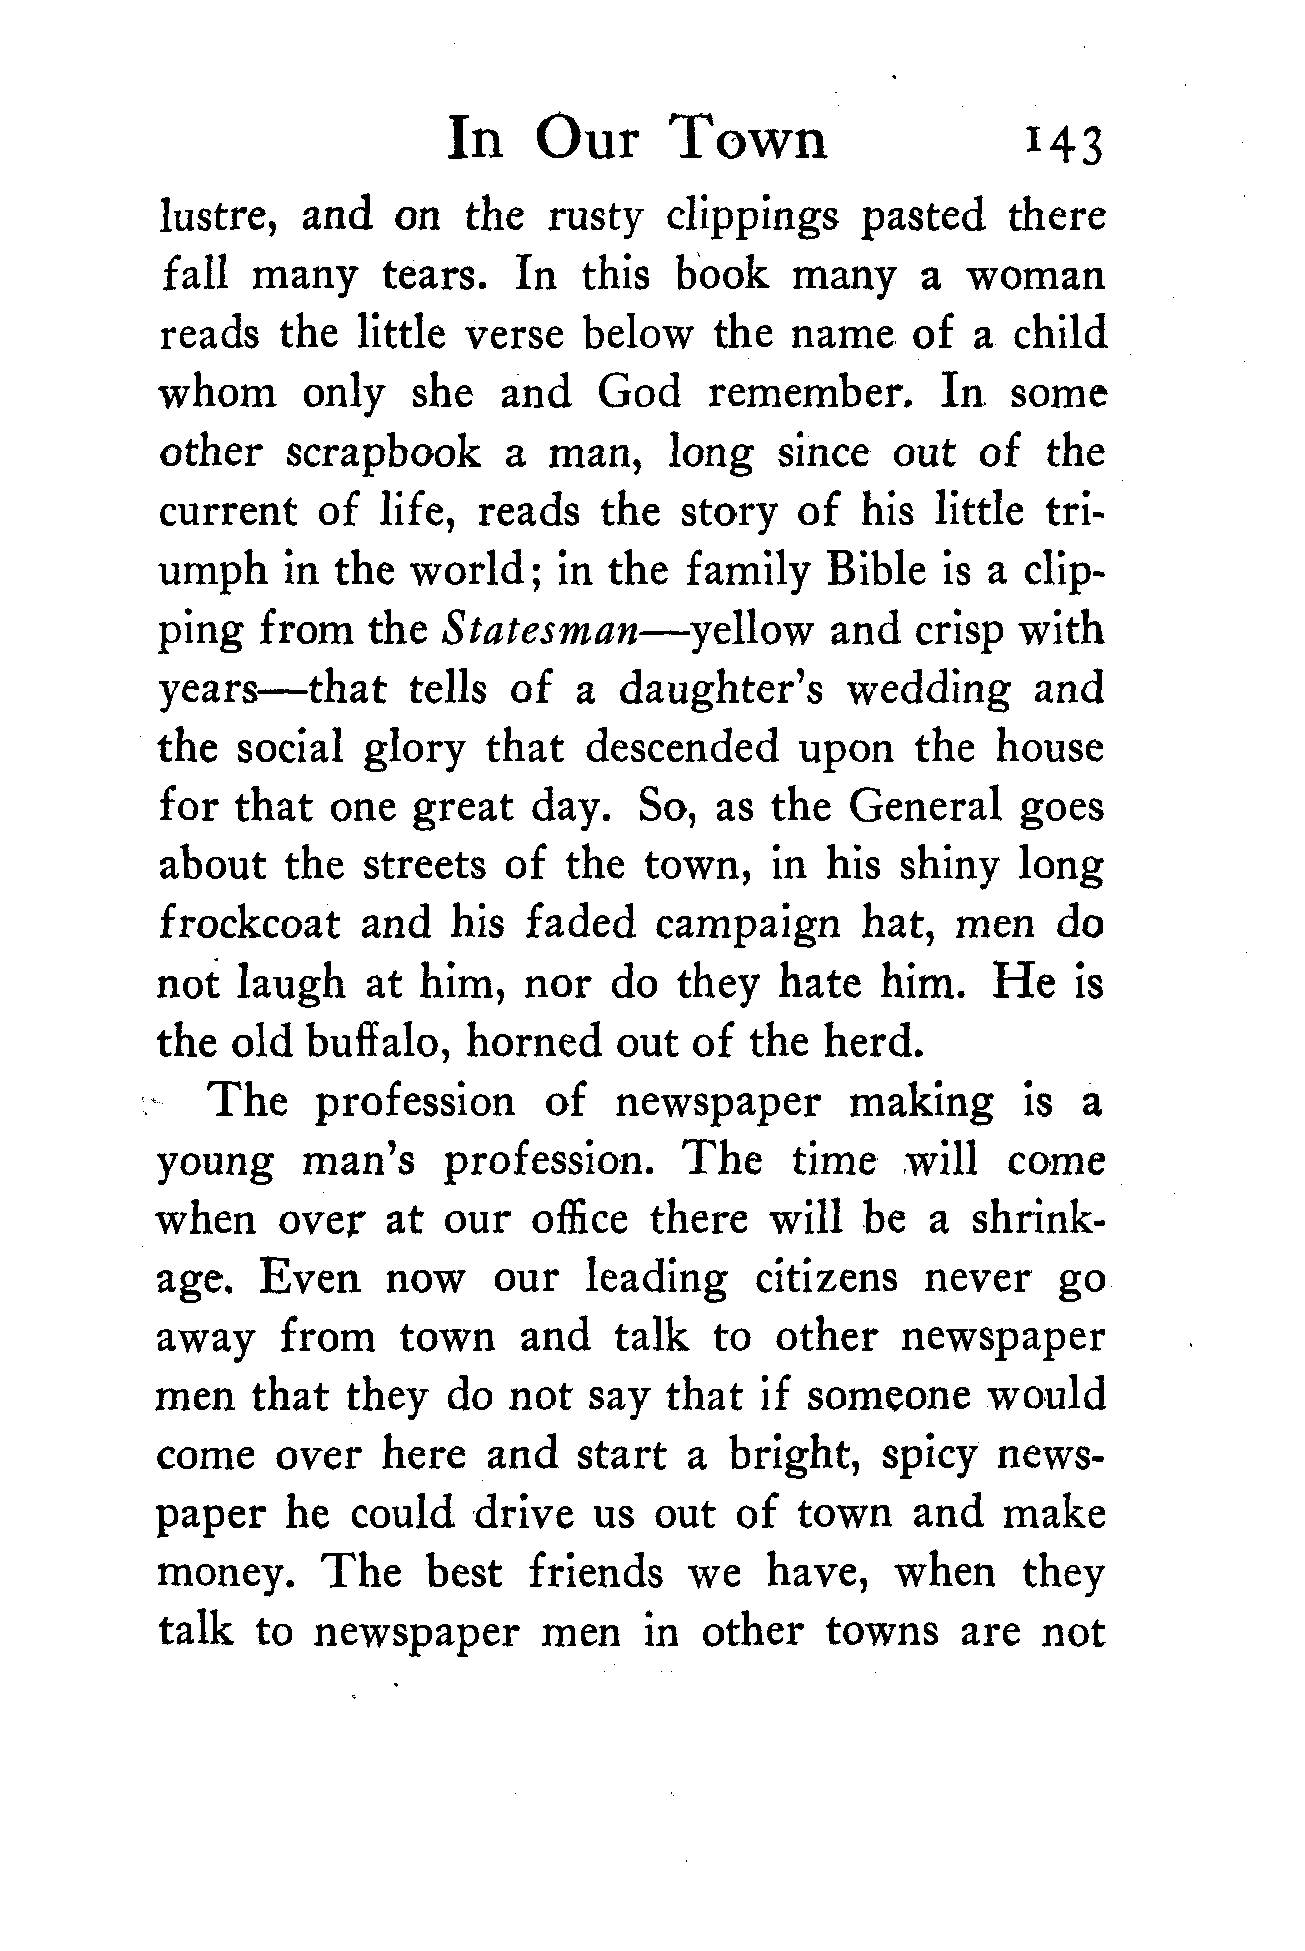 In Our Town 143
lustre, and on the rusty clippings pasted there
fall many tears. In this book many a woman
reads the little verse below the name of a child
whom only she and God remember. In some
other scrapbook a man, long since out of the
current of life, reads the story of his little tri-
umph in the world; in the family Bible is a clip-
ping from the Statesman—yellow and crisp with
years—that tells of a daughter's wedding and
the social glory that descended upon the house
for that one great day. So, as the General goes
about the streets of the town, in his shiny long
frockcoat and his faded campaign hat, men do
not laugh at him, nor do they hate him. He is
the old buffalo, horned out of the herd.
The profession of newspaper making is a
young man's profession. The time will come
when over at our office there will be a shrink-
age. Even now our leading citizens never go
away from town and talk to other newspaper
men that they do not say that if someone would
come over here and start a bright, spicy news-
paper he could drive us out of town and make
money. The best friends we have, when they
talk to newspaper men in other towns are not